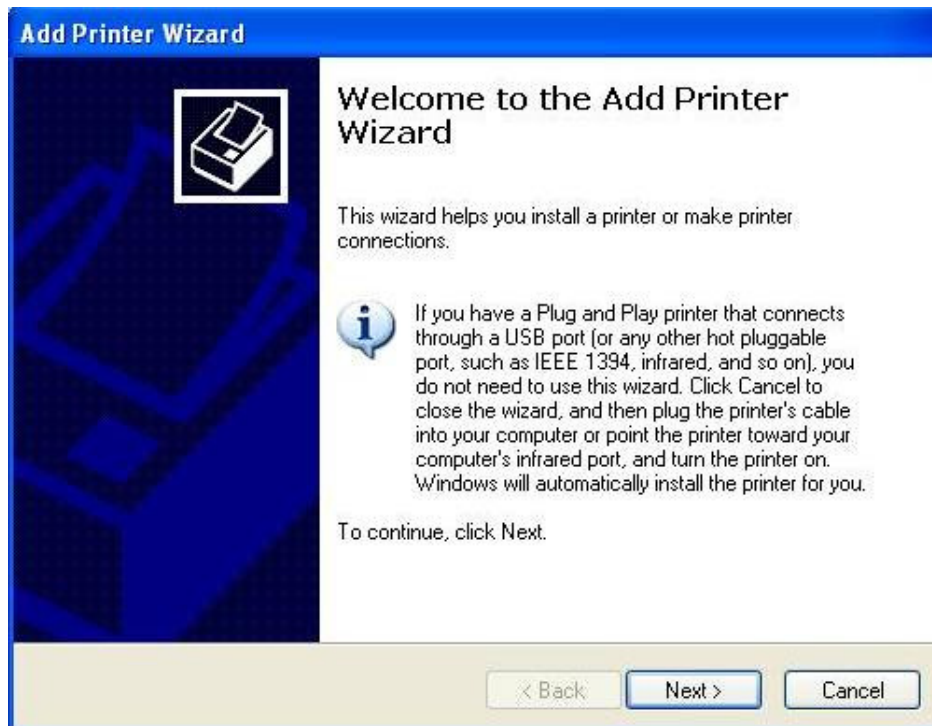 Add Printer Wizard
Welcome to the Add Printer
Wizard
This wizard helps you install a printer or make printer
connections.
If you have a Plug and Play printer that connects
through a USB port (or any other hot pluggable
port, such as IEEE 1394, infrared, and so on), you
do not need to use this wizard. Click Cancel to
close the wizard, and then plug the printer's cable
into your computer or point the printer toward your
computer's infrared port, and turn the printer on.
Windows will automatically install the printer for you.
To continue, click Next.
< Back Next > Cancel